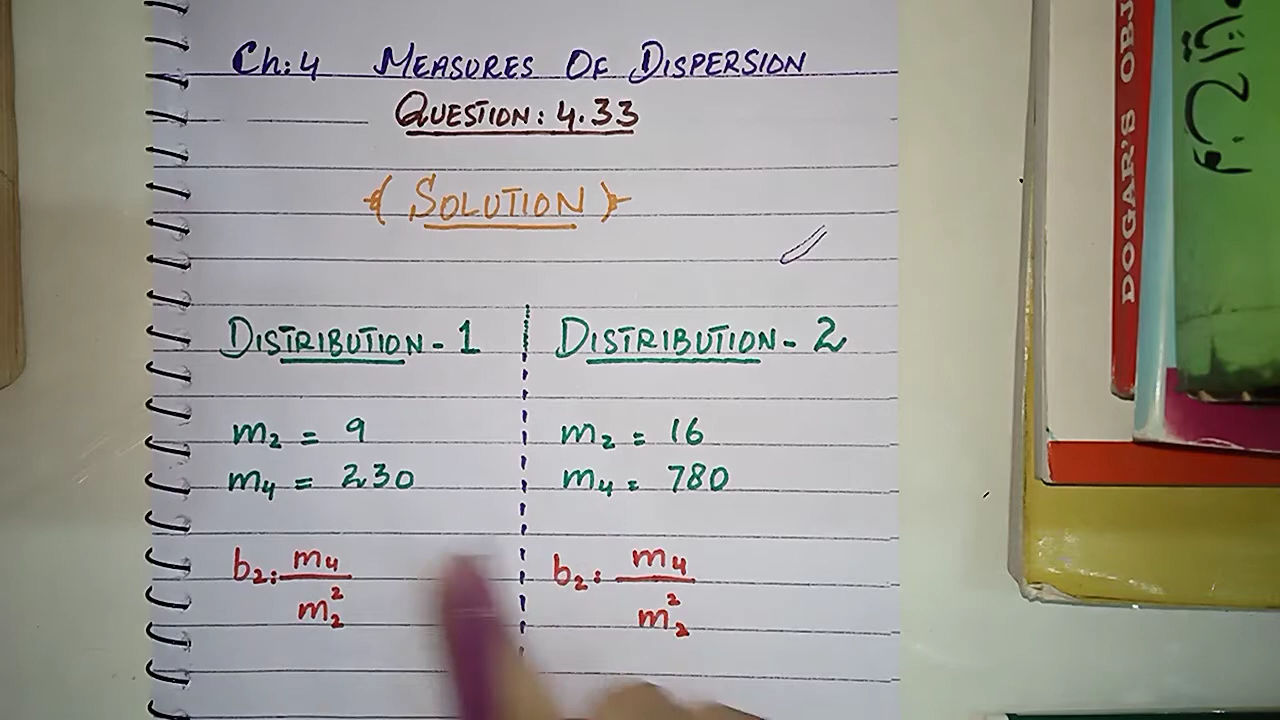 Ch:4 MEASURES OF DISPERSION
QUESTION: 4.33
{ SOLUTION }
DISTRIBUTION - 1
m₂ = 9
m₄ = 230
b₂: m₄ / m₂²
DISTRIBUTION - 2
m₂ = 16
m₄ = 780
b₂: m₄ / m₂²
DOGAR'S OBJ